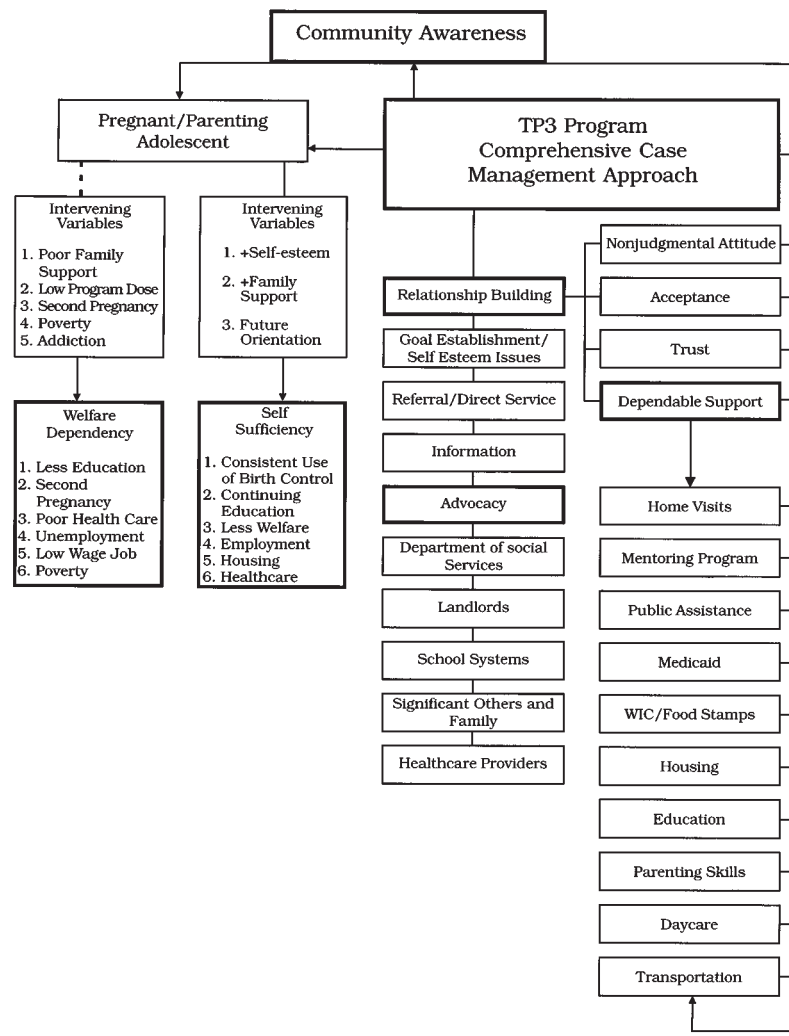 Community Awareness
Pregnant/Parenting
Adolescent
TP3 Program
Comprehensive Case
Management Approach
Intervening
Variables
1. Poor Family
Support
2. Low Program Dose
3. Second Pregnancy
4. Poverty
5. Addiction
Intervening
Variables
1. +Self-esteem
2. +Family
Support
3. Future
Orientation
Welfare
Dependency
1. Less Education
2. Second
Pregnancy
3. Poor Health Care
4. Unemployment
5. Low Wage Job
6. Poverty
Self
Sufficiency
1. Consistent Use
of Birth Control
2. Continuing
Education
3. Less Welfare
4. Employment
5. Housing
6. Healthcare
Relationship Building
Goal Establishment/
Self Esteem Issues
Referral/Direct Service
Information
Advocacy
Department of social
Services
Landlords
School Systems
Significant Others and
Family
Healthcare Providers
Nonjudgmental Attitude
Acceptance
Trust
Dependable Support
Home Visits
Mentoring Program
Public Assistance
Medicaid
WIC/Food Stamps
Housing
Education
Parenting Skills
Daycare
Transportation